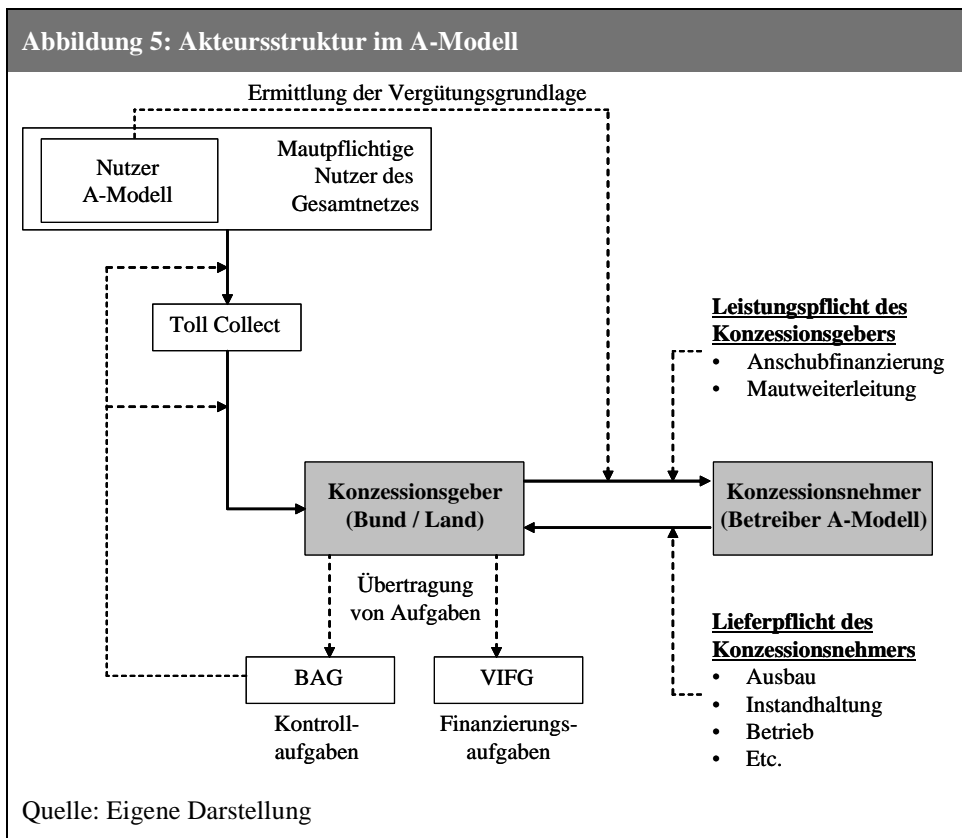 Abbildung 5: Akteursstruktur im A-Modell
Ermittlung der Vergütungsgrundlage
Nutzer
A-Modell
Mautpflichtige
Nutzer des
Gesamtnetzes
Toll Collect
Leistungspflicht des
Konzessionsgebers
• Anschubfinanzierung
• Mautweiterleitung
Konzessionsgeber
(Bund / Land)
Konzessionsnehmer
(Betreiber A-Modell)
Übertragung
von Aufgaben
BAG
VIFG
Kontroll-
aufgaben
Finanzierungs-
aufgaben
Lieferpflicht des
Konzessionsnehmers
• Ausbau
• Instandhaltung
• Betrieb
• Etc.
Quelle: Eigene Darstellung